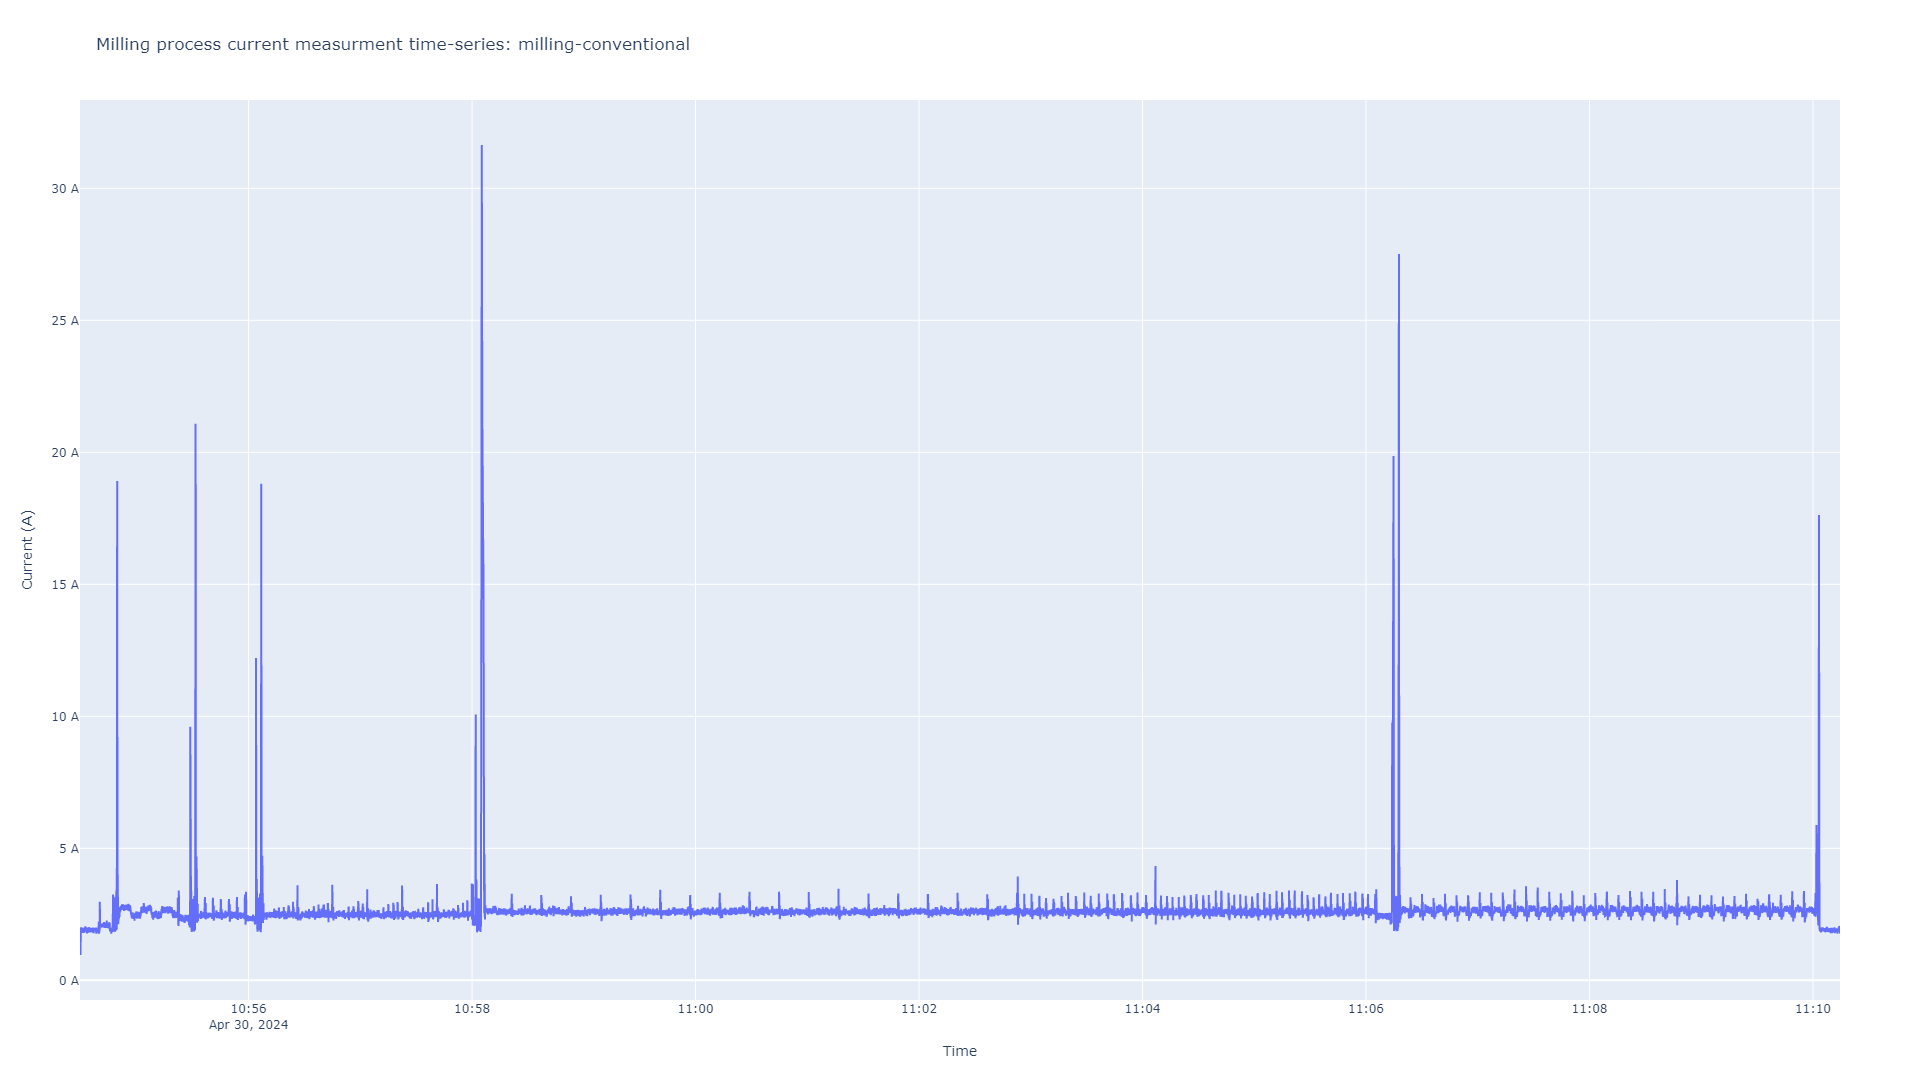 Milling process current measurment time-series: milling-conventional
30 A
25 A
20 A
15 A
10 A
5 A
0 A
Current (A)
10:56
Apr 30, 2024
10:58
11:00
11:02
11:04
11:06
11:08
11:10
Time